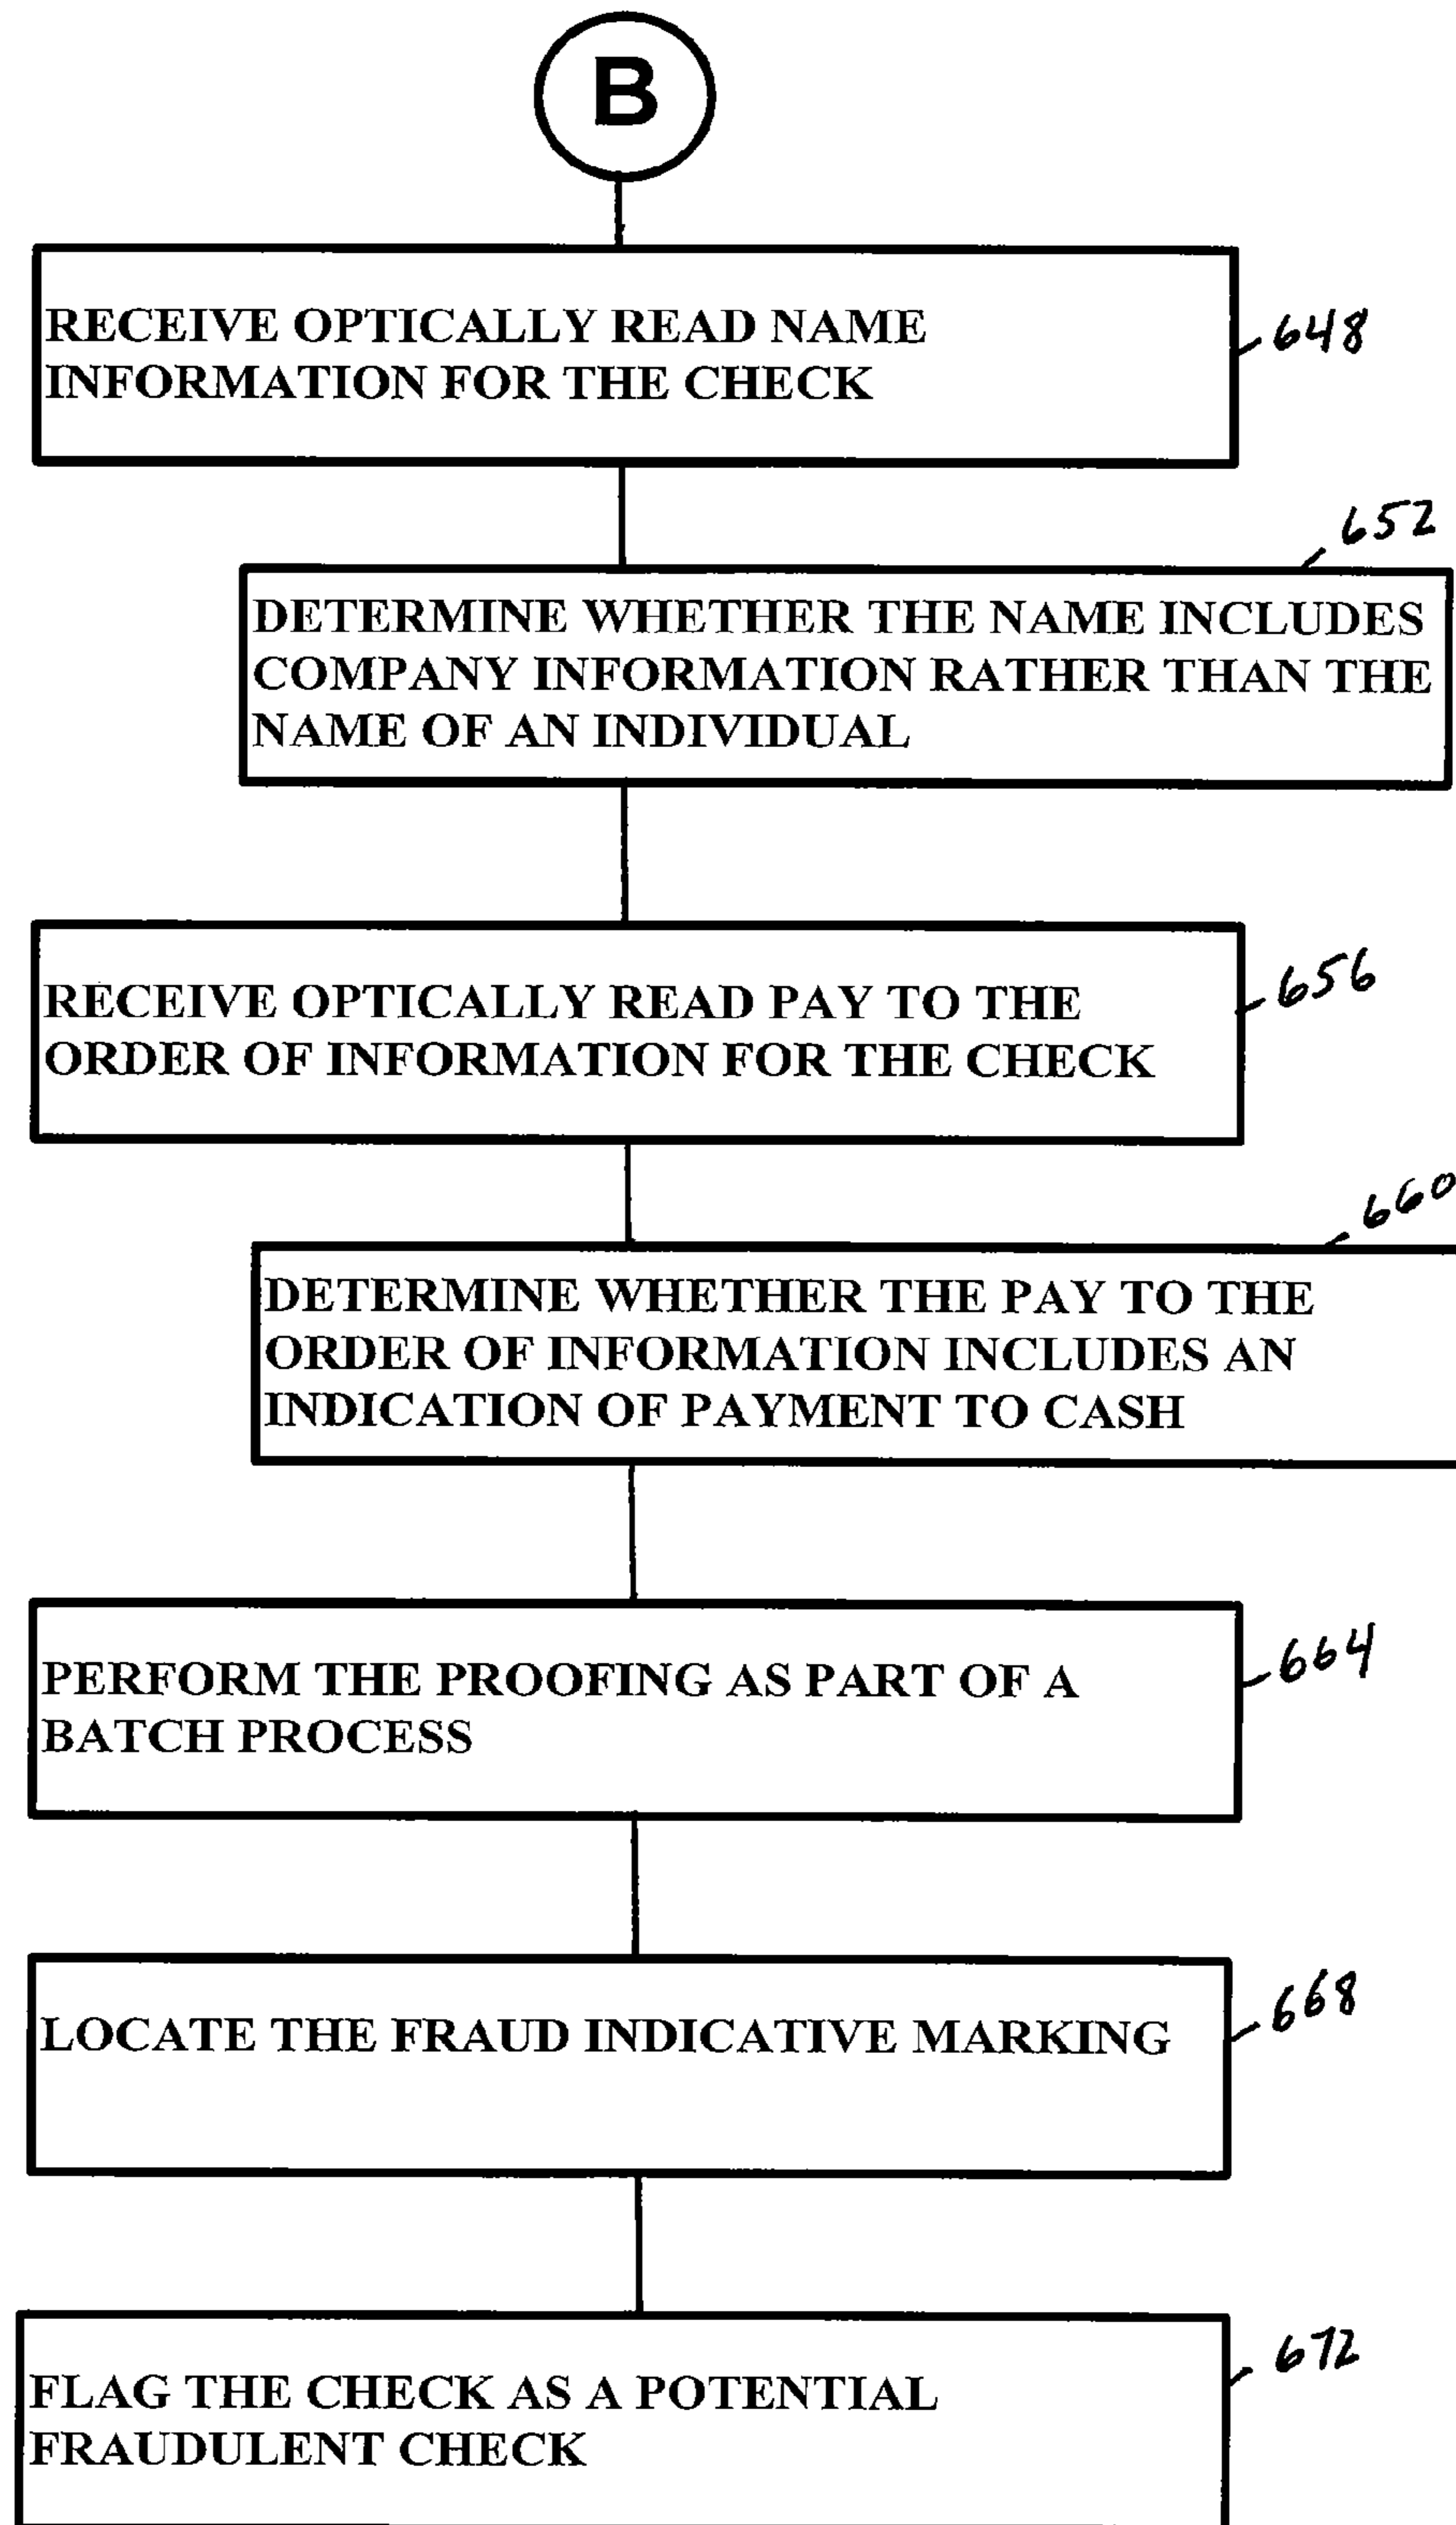 B
RECEIVE OPTICALLY READ NAME
INFORMATION FOR THE CHECK
648
652
DETERMINE WHETHER THE NAME INCLUDES
COMPANY INFORMATION RATHER THAN THE
NAME OF AN INDIVIDUAL
RECEIVE OPTICALLY READ PAY TO THE
ORDER OF INFORMATION FOR THE CHECK
656
660
DETERMINE WHETHER THE PAY TO THE
ORDER OF INFORMATION INCLUDES AN
INDICATION OF PAYMENT TO CASH
PERFORM THE PROOFING AS PART OF A
BATCH PROCESS
664
LOCATE THE FRAUD INDICATIVE MARKING
668
FLAG THE CHECK AS A POTENTIAL
FRAUDULENT CHECK
672